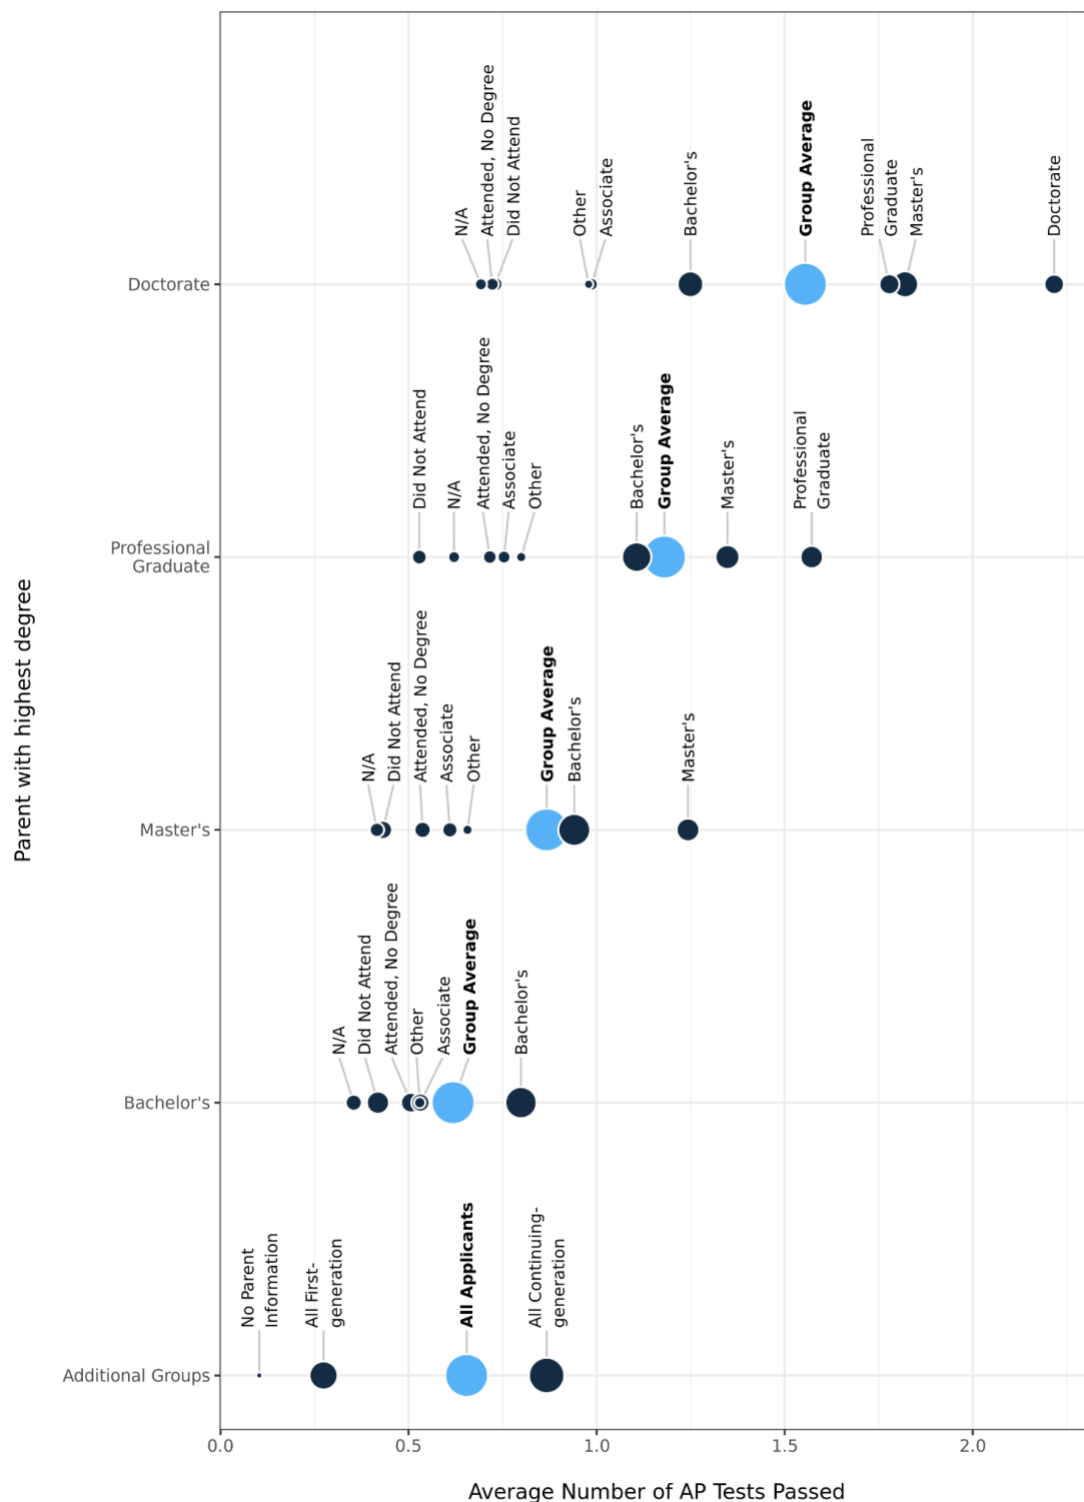 N/A
Attended, No Degree
Did Not Attend
Other
Associate
Bachelor's
Group Average
Professional
Graduate
Master's
Doctorate
Doctorate
Did Not Attend
N/A
Attended, No Degree
Associate
Other
Bachelor's
Group Average
Master's
Professional
Graduate
Professional
Graduate
N/A
Did Not Attend
Attended, No Degree
Associate
Other
Group Average
Bachelor's
Master's
Master's
N/A
Did Not Attend
Attended, No Degree
Other
Associate
Group Average
Bachelor's
Bachelor's
No Parent
Information
All First-
generation
All Applicants
All Continuing-
generation
Additional Groups
Parent with highest degree
0.0
0.5
1.0
1.5
2.0
Average Number of AP Tests Passed